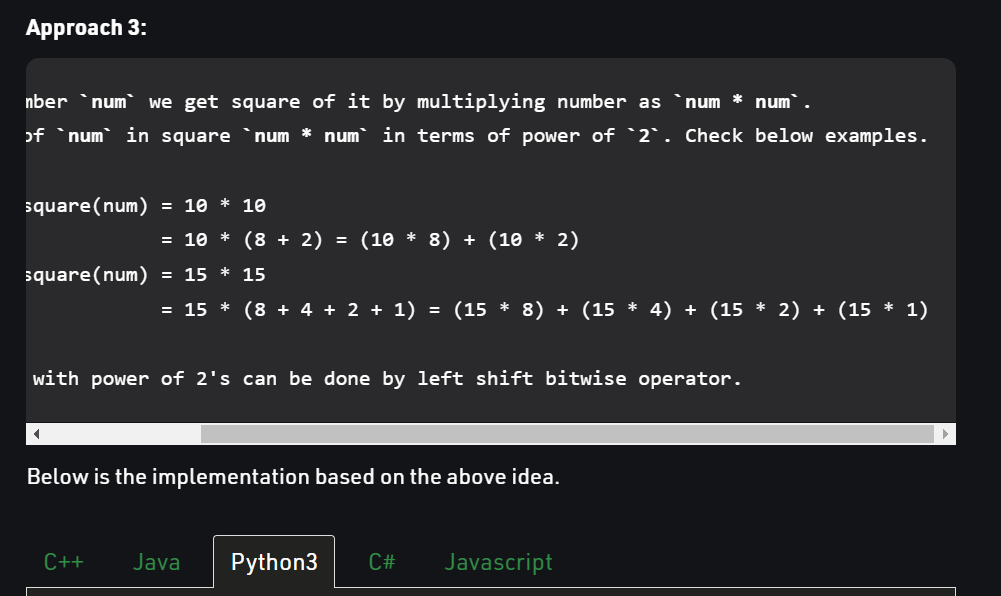 Approach 3:
we get square of it by multiplying number as `num * num`.
`num` in square `num * num` in terms of power of `2`. Check below examples.
square(num) = 10 * 10
= 10 * (8 + 2) = (10 * 8) + (10 * 2)
square(num) = 15 * 15
= 15 * (8 + 4 + 2 + 1) = (15 * 8) + (15 * 4) + (15 * 2) + (15 * 1)
with power of 2's can be done by left shift bitwise operator.
Below is the implementation based on the above idea.
C++ Java Python3 C# Javascript